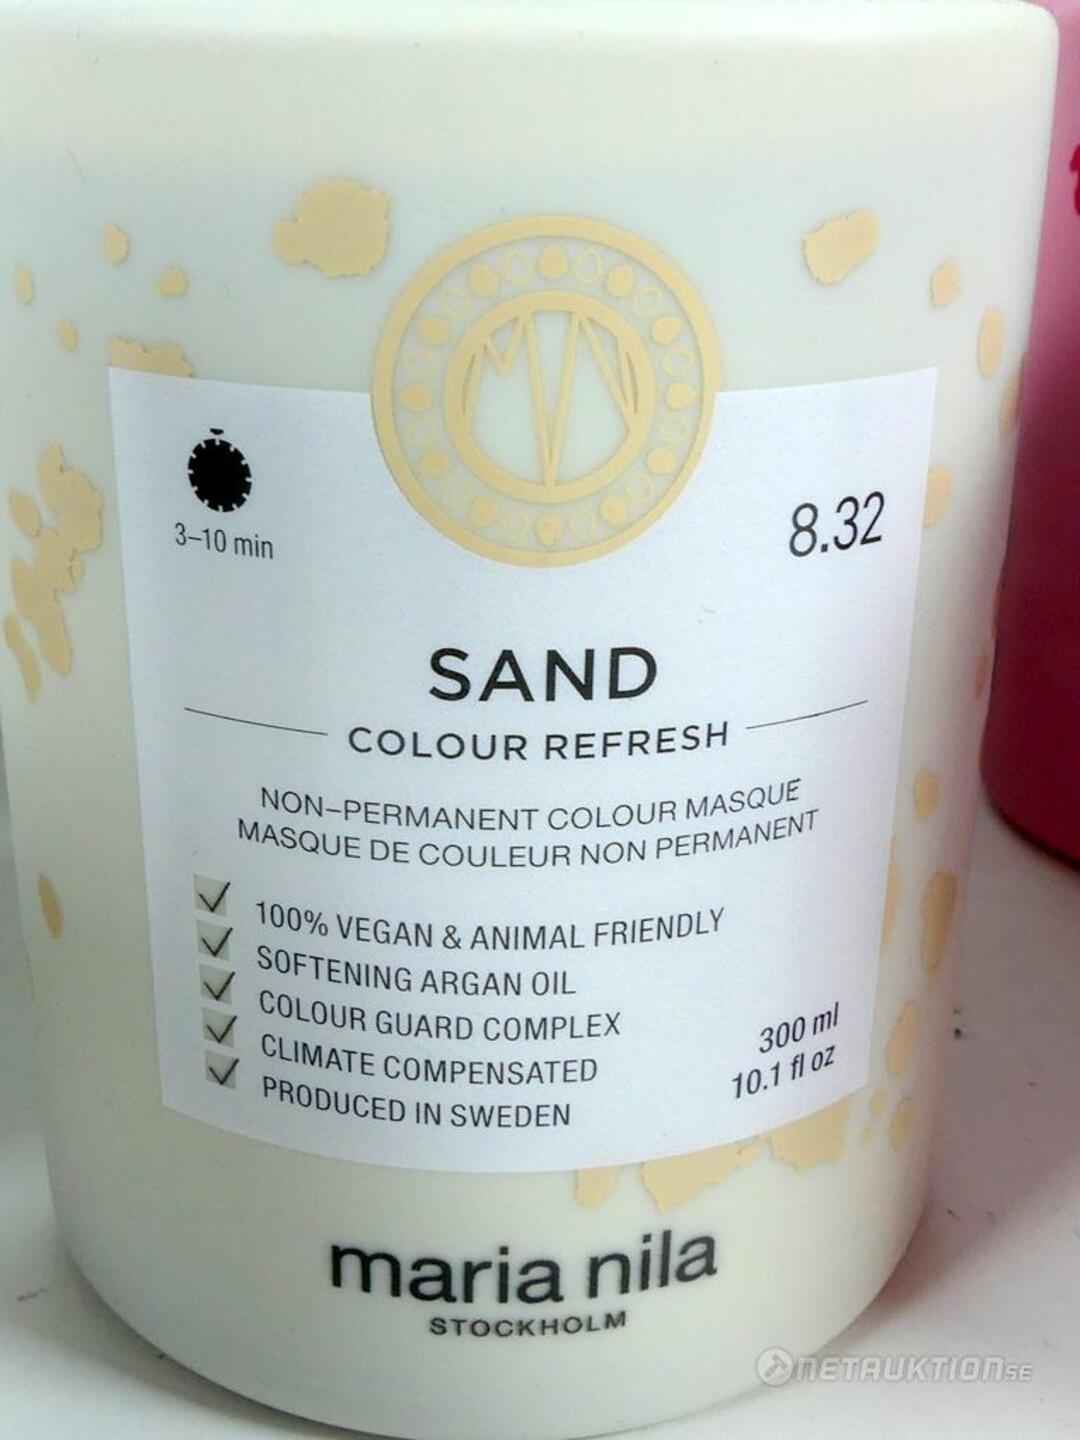 MN
3–10 min
8.32
SAND
COLOUR REFRESH
NON–PERMANENT COLOUR MASQUE
MASQUE DE COULEUR NON PERMANENT
100% VEGAN & ANIMAL FRIENDLY
SOFTENING ARGAN OIL
COLOUR GUARD COMPLEX
CLIMATE COMPENSATED
PRODUCED IN SWEDEN
300 ml
10.1 fl oz
maria nila
STOCKHOLM
NETAUKTION.SE